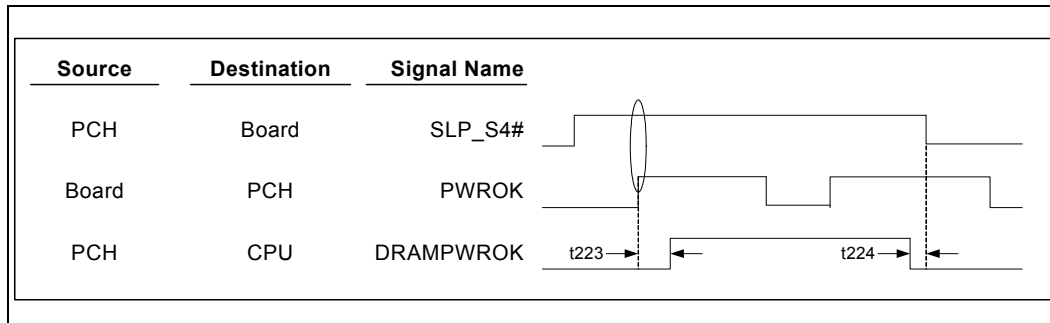 Source Destination Signal Name
PCH Board SLP_S4#
Board PCH PWROK
PCH CPU DRAMPWROK t223 t224